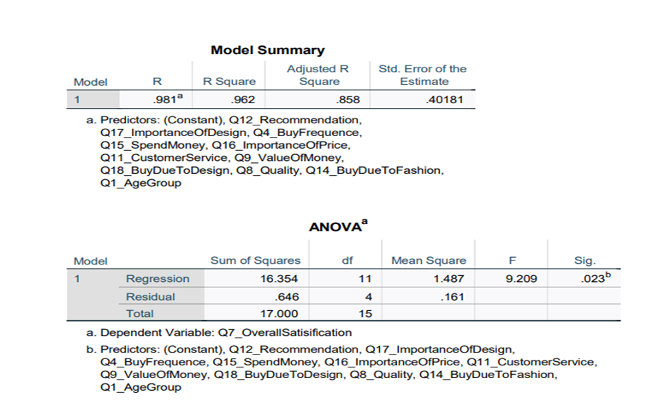 Model Summary
Model R R Square Adjusted R Square Std. Error of the Estimate
1 .981a .962 .858 .40181
a. Predictors: (Constant), Q12_Recommendation,
Q17_ImportanceOfDesign, Q4_BuyFrequence,
Q15_SpendMoney, Q16_ImportanceOfPrice,
Q11_CustomerService, Q9_ValueOfMoney,
Q18_BuyDueToDesign, Q8_Quality, Q14_BuyDueToFashion,
Q1_AgeGroup
ANOVAa
Model Sum of Squares df Mean Square F Sig.
1 Regression 16.354 11 1.487 9.209 .023b
Residual .646 4 .161
Total 17.000 15
a. Dependent Variable: Q7_OverallSatisification
b. Predictors: (Constant), Q12_Recommendation, Q17_ImportanceOfDesign,
Q4_BuyFrequence, Q15_SpendMoney, Q16_ImportanceOfPrice, Q11_CustomerService,
Q9_ValueOfMoney, Q18_BuyDueToDesign, Q8_Quality, Q14_BuyDueToFashion,
Q1_AgeGroup